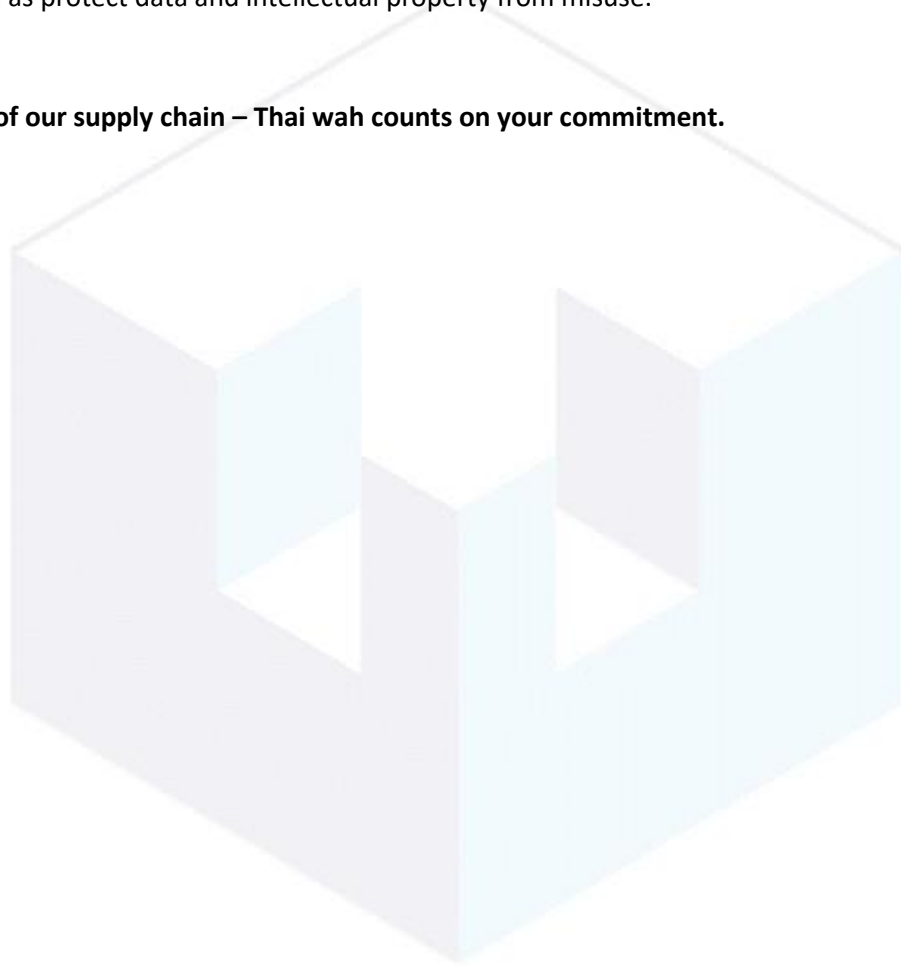 as protect data and intellectual property from misuse.
of our supply chain – Thai wah counts on your commitment.